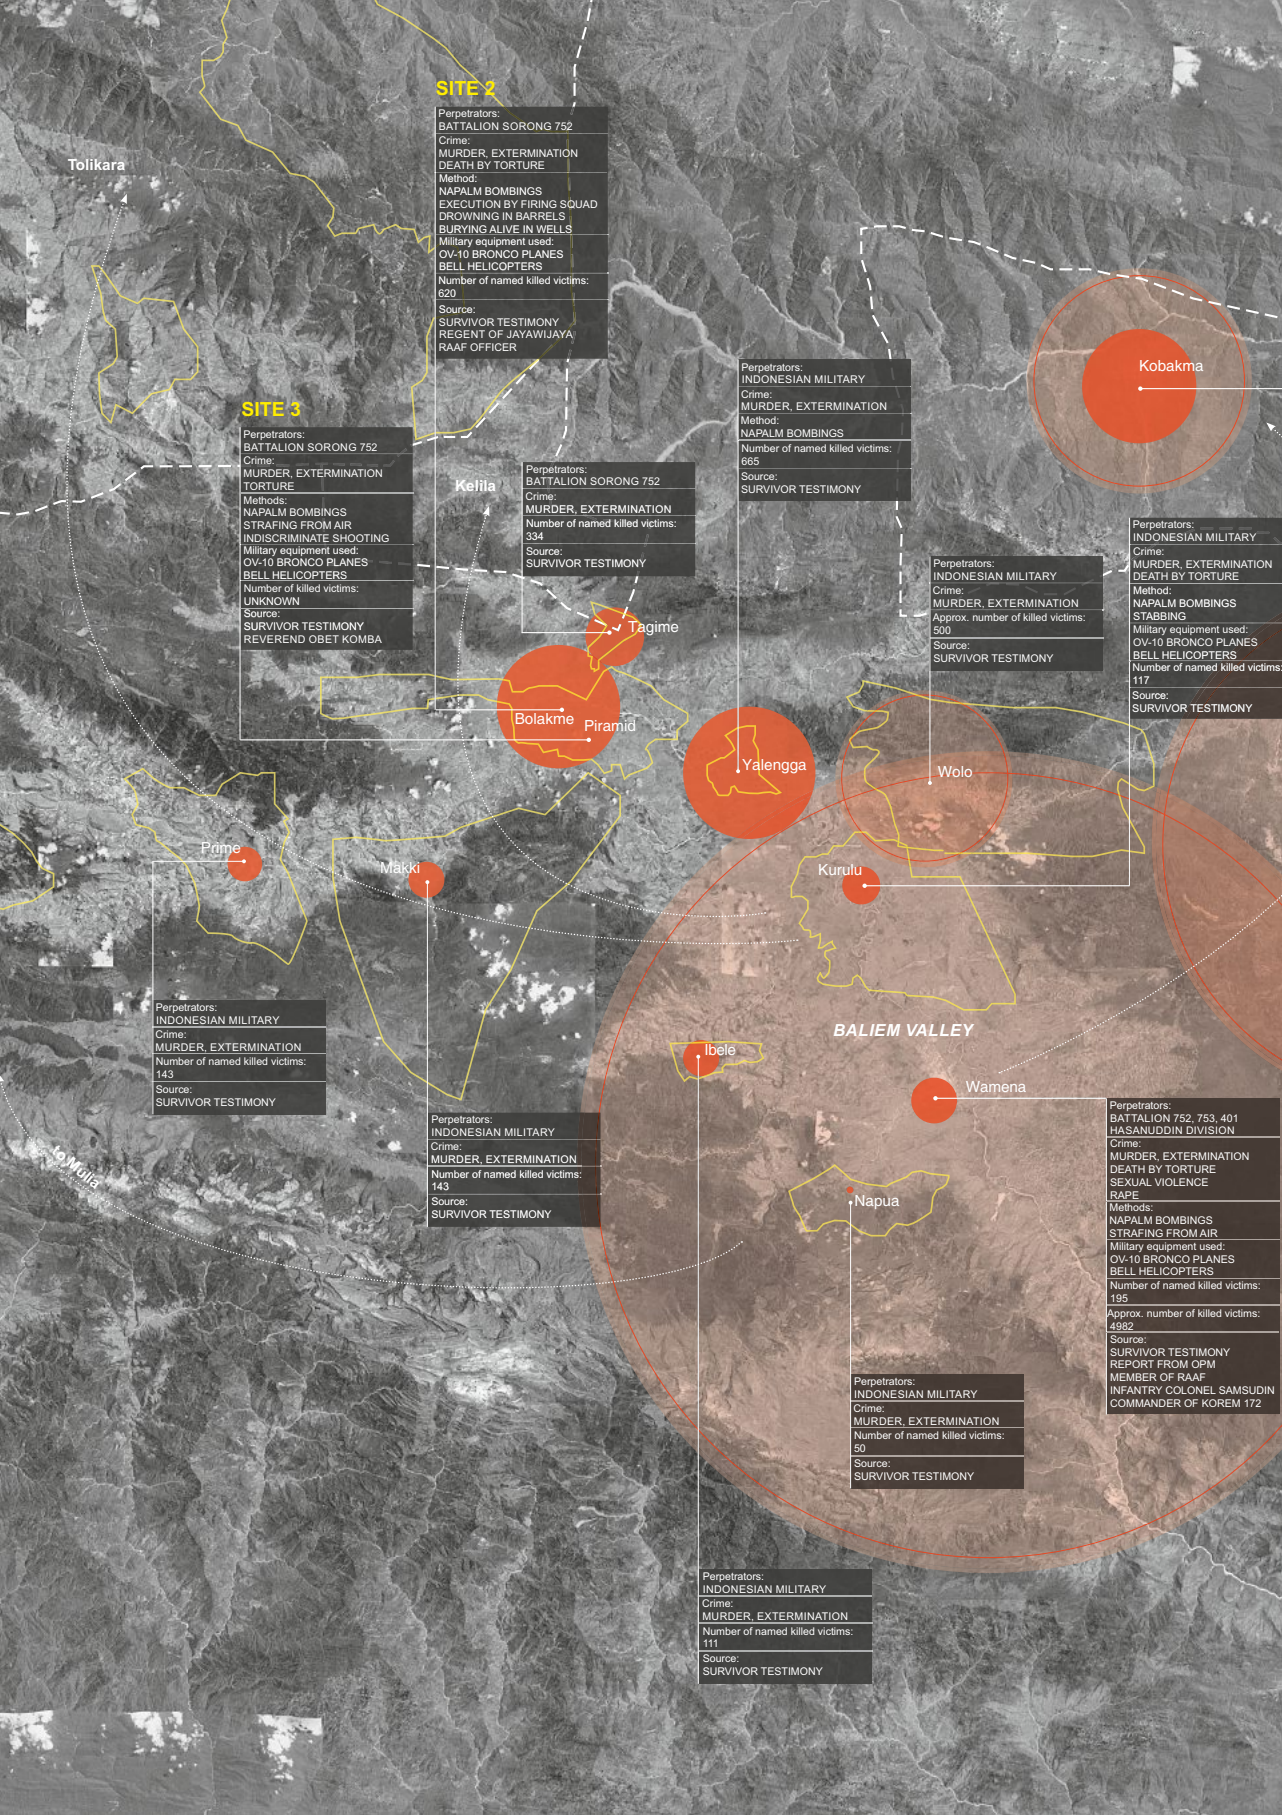 SITE 2
Perpetrators:
BATTALION SORONG 752
Crime:
MURDER, EXTERMINATION
DEATH BY TORTURE
Method:
NAPALM BOMBINGS
EXECUTION BY FIRING SQUAD
DROWNING IN BARRELS
BURYING ALIVE IN WELLS
Military equipment used:
OV-10 BRONCO PLANES
BELL HELICOPTERS
Number of named killed victims:
620
Source:
SURVIVOR TESTIMONY
REGENT OF JAYAWIJAYA
RAAF OFFICER
Tolikara
Kobakma
Perpetrators:
INDONESIAN MILITARY
Crime:
MURDER, EXTERMINATION
Method:
NAPALM BOMBINGS
Number of named killed victims:
665
Source:
SURVIVOR TESTIMONY
SITE 3
Perpetrators:
BATTALION SORONG 752
Crime:
MURDER, EXTERMINATION
TORTURE
Methods:
NAPALM BOMBINGS
STRAFING FROM AIR
INDISCRIMINATE SHOOTING
Military equipment used:
OV-10 BRONCO PLANES
BELL HELICOPTERS
Number of killed victims:
UNKNOWN
Source:
SURVIVOR TESTIMONY
REVEREND OBET KOMBA
Kelila
Perpetrators:
BATTALION SORONG 752
Crime:
MURDER, EXTERMINATION
Number of named killed victims:
334
Source:
SURVIVOR TESTIMONY
Perpetrators:
INDONESIAN MILITARY
Crime:
MURDER, EXTERMINATION
Approx. number of killed victims:
500
Source:
SURVIVOR TESTIMONY
Perpetrators:
INDONESIAN MILITARY
Crime:
MURDER, EXTERMINATION
DEATH BY TORTURE
Method:
NAPALM BOMBINGS
STABBING
Military equipment used:
OV-10 BRONCO PLANES
BELL HELICOPTERS
Number of named killed victims:
117
Source:
SURVIVOR TESTIMONY
Tagime
Bolakme
Piramid
Yalengga
Wolo
Prime
Makki
Kurulu
BALIEM VALLEY
Ibele
Wamena
Napua
to Mulia
Perpetrators:
INDONESIAN MILITARY
Crime:
MURDER, EXTERMINATION
Number of named killed victims:
143
Source:
SURVIVOR TESTIMONY
Perpetrators:
INDONESIAN MILITARY
Crime:
MURDER, EXTERMINATION
Number of named killed victims:
143
Source:
SURVIVOR TESTIMONY
Perpetrators:
BATTALION 752, 753, 401
HASANUDDIN DIVISION
Crime:
MURDER, EXTERMINATION
DEATH BY TORTURE
SEXUAL VIOLENCE
RAPE
Methods:
NAPALM BOMBINGS
STRAFING FROM AIR
Military equipment used:
OV-10 BRONCO PLANES
BELL HELICOPTERS
Number of named killed victims:
195
Approx. number of killed victims:
4982
Source:
SURVIVOR TESTIMONY
REPORT FROM OPM
MEMBER OF RAAF
INFANTRY COLONEL SAMSUDIN
COMMANDER OF KOREM 172
Perpetrators:
INDONESIAN MILITARY
Crime:
MURDER, EXTERMINATION
Number of named killed victims:
50
Source:
SURVIVOR TESTIMONY
Perpetrators:
INDONESIAN MILITARY
Crime:
MURDER, EXTERMINATION
Number of named killed victims:
111
Source:
SURVIVOR TESTIMONY